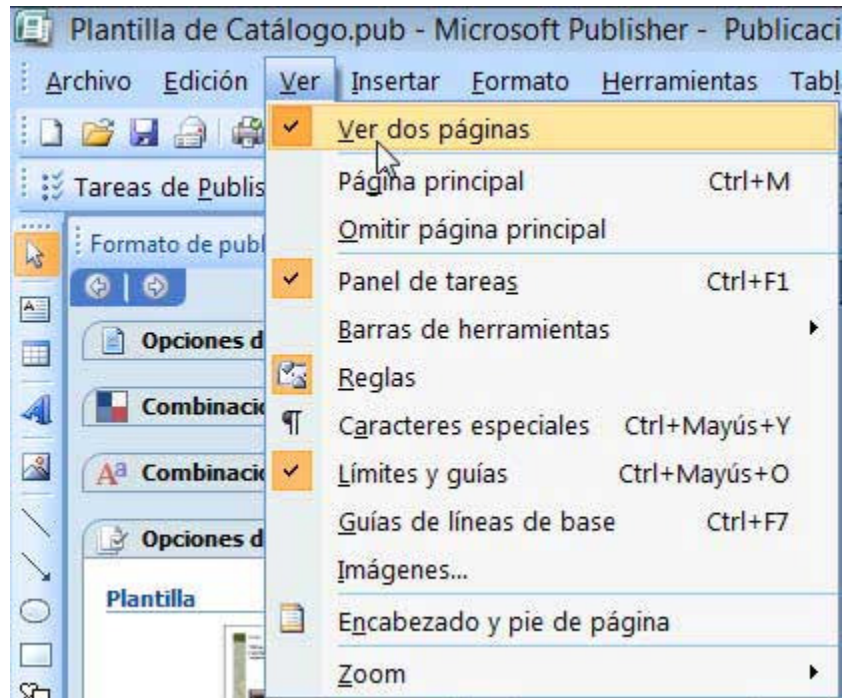 Plantilla de Catálogo.pub - Microsoft Publisher - Publicaci
Archivo Edición Ver Insertar Formato Herramientas Tabl
Ver dos páginas
Tareas de Publis
Página principal Ctrl+M
Omitir página principal
Formato de publ
Panel de tareas Ctrl+F1
Barras de herramientas
Opciones d
Reglas
Combinacio
Caracteres especiales Ctrl+Mayús+Y
Aa Combinacio
Límites y guías Ctrl+Mayús+O
Guías de líneas de base Ctrl+F7
Opciones d
Imágenes...
Plantilla
Encabezado y pie de página
Zoom